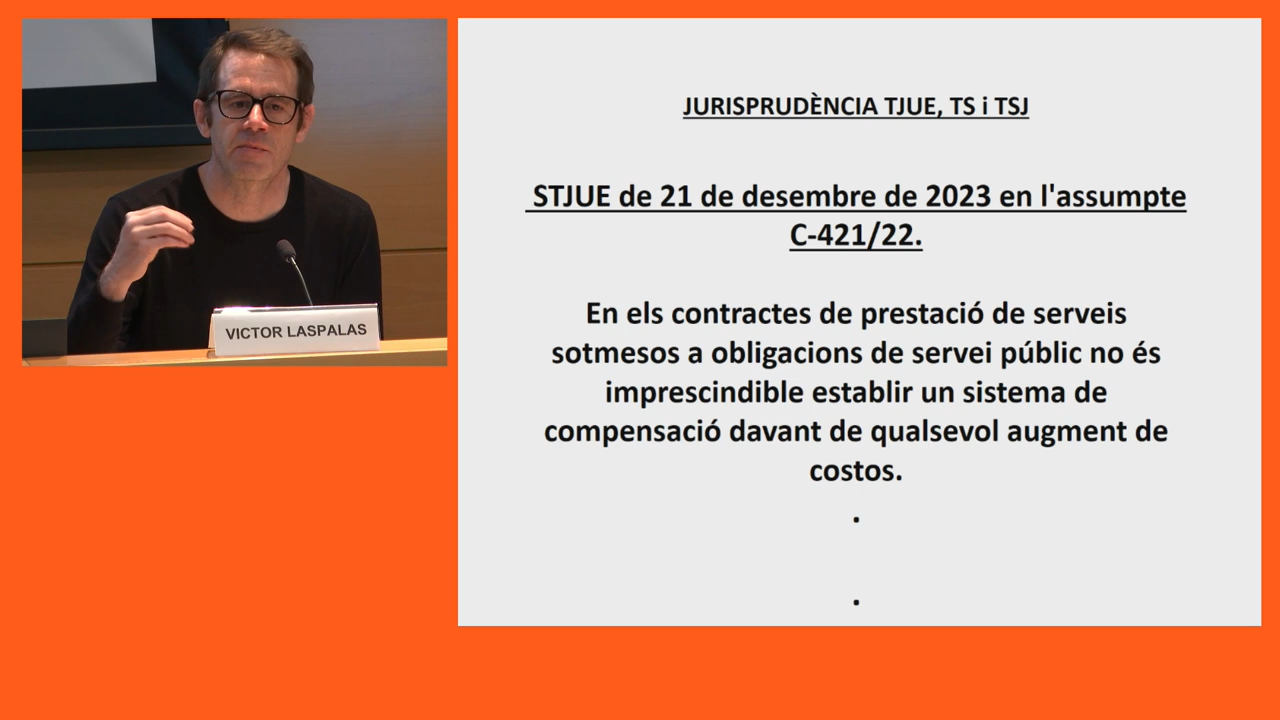 VICTOR LASPALAS
JURISPRUDÈNCIA TJUE, TS i TSJ
STJUE de 21 de desembre de 2023 en l'assumpte
C-421/22.
En els contractes de prestació de serveis
sotmesos a obligacions de servei públic no és
imprescindible establir un sistema de
compensació davant de qualsevol augment de
costos.
.
.